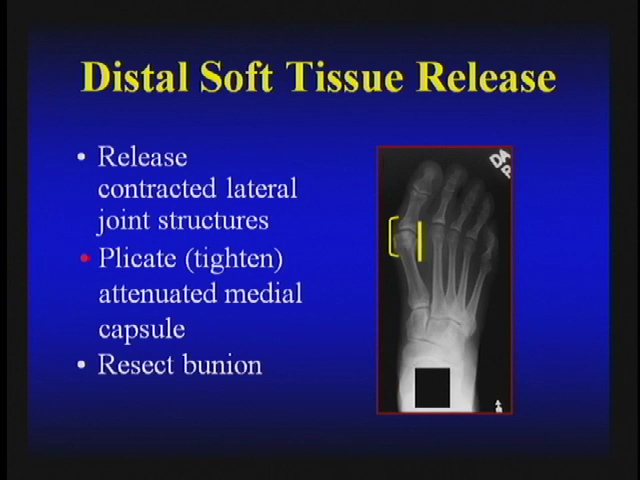 Distal Soft Tissue Release
• Release
contracted lateral
joint structures
• Plicate (tighten)
attenuated medial
capsule
• Resect bunion